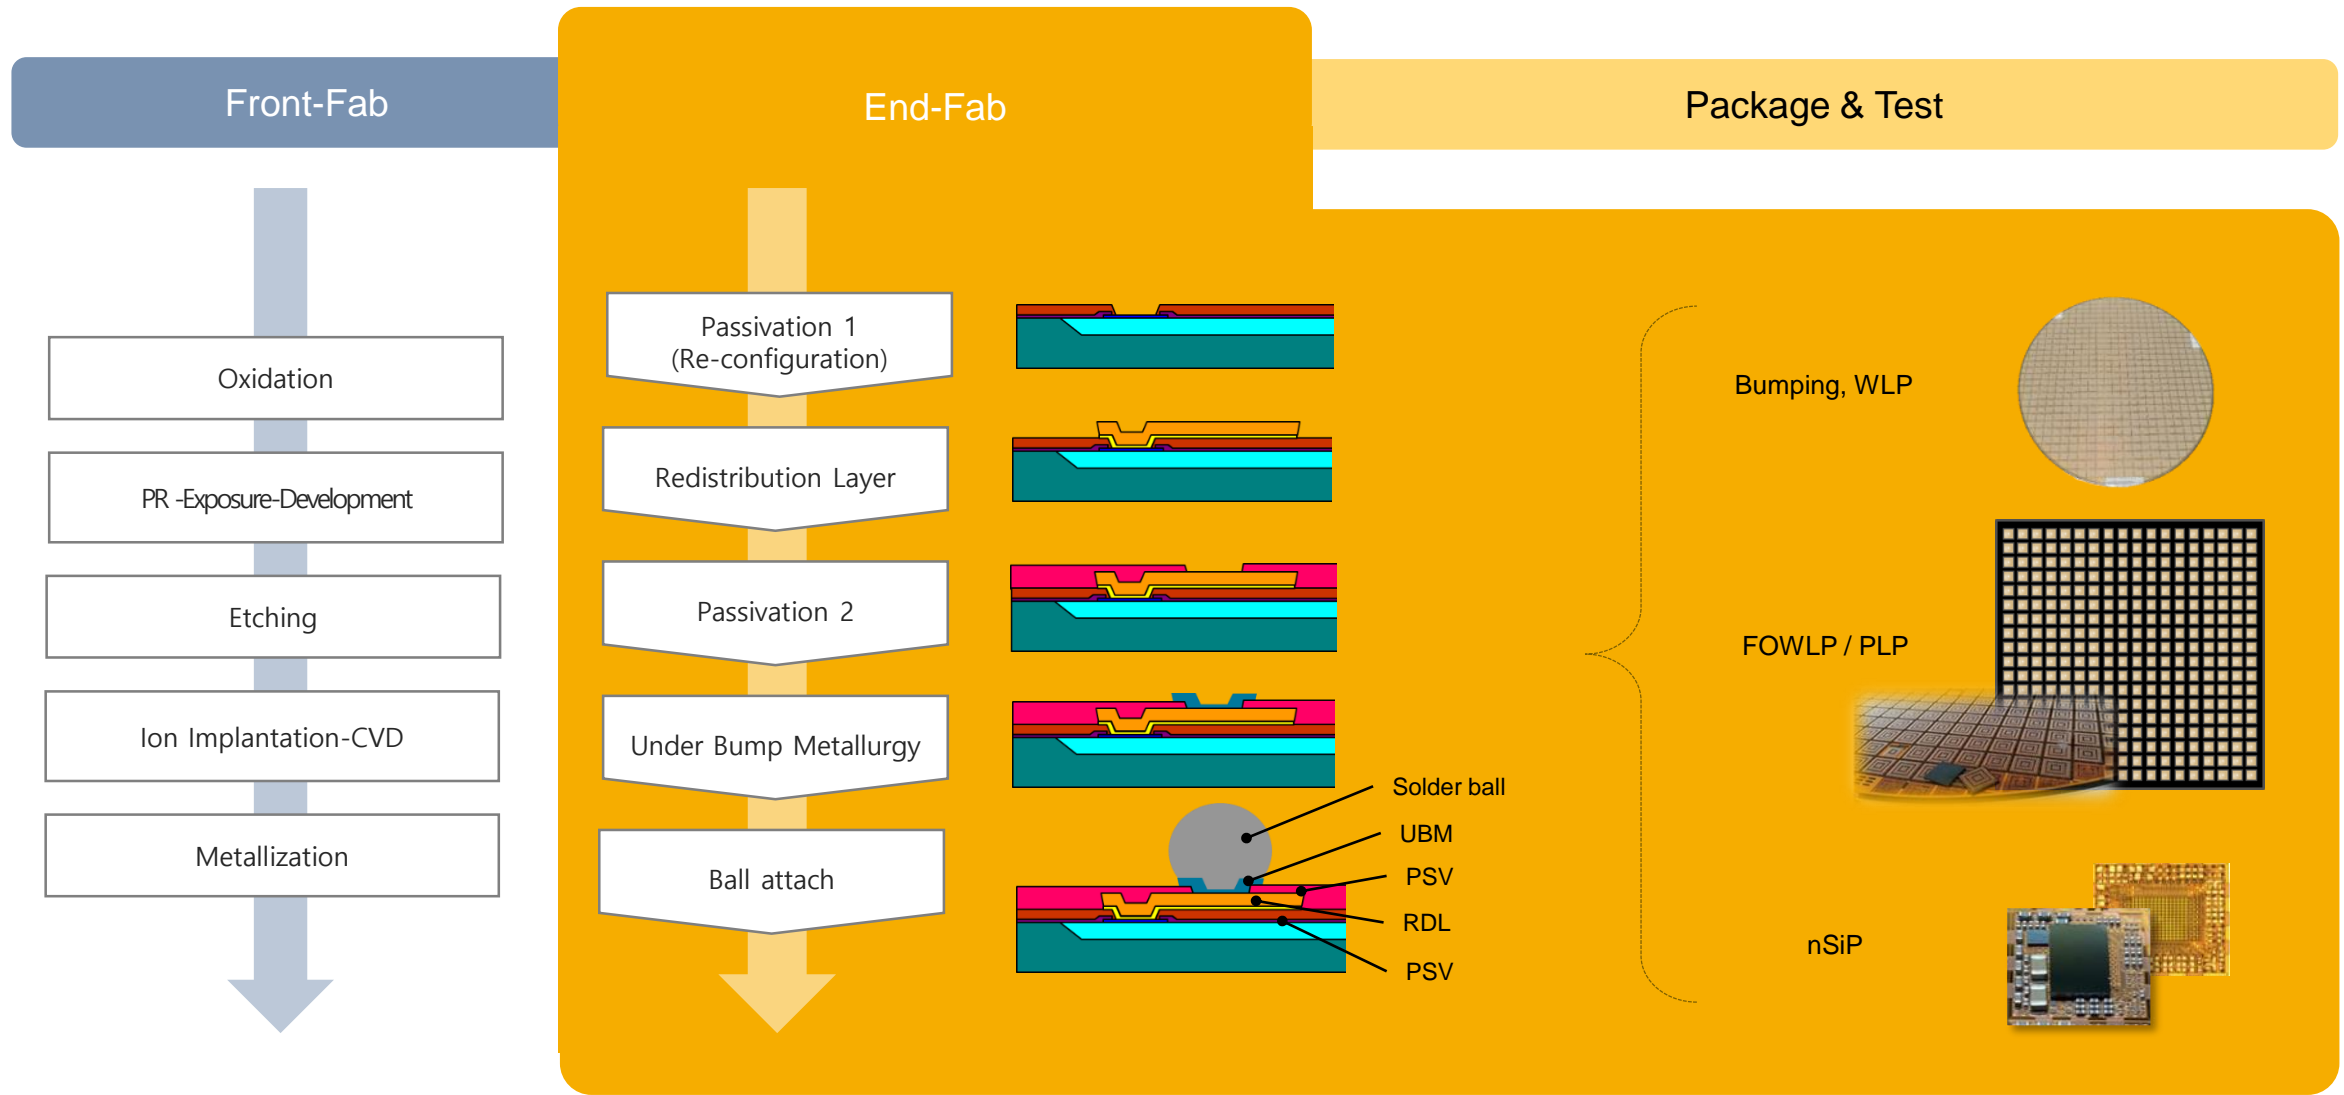 Front-Fab
End-Fab
Package & Test
Oxidation
PR -Exposure-Development
Etching
Ion Implantation-CVD
Metallization
Passivation 1
(Re-configuration)
Redistribution Layer
Passivation 2
Under Bump Metallurgy
Ball attach
Solder ball
UBM
PSV
RDL
PSV
Bumping, WLP
FOWLP / PLP
nSiP